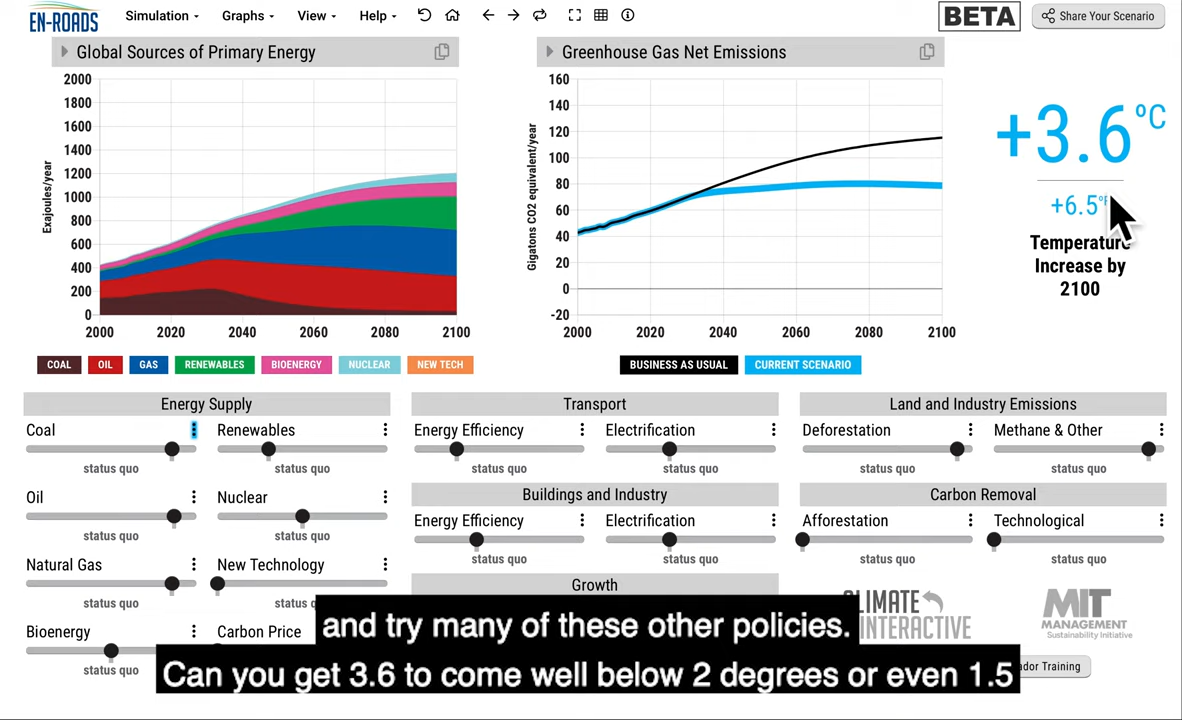 EN-ROADS
Simulation
Graphs
View
Help
BETA
Share Your Scenario
Global Sources of Primary Energy
Greenhouse Gas Net Emissions
2000
1800
1600
1400
1200
1000
800
600
400
200
0
Exajoules/year
2000 2020 2040 2060 2080 2100
COAL OIL GAS RENEWABLES BIOENERGY NUCLEAR NEW TECH
160
140
120
100
80
60
40
20
0
-20
Gigatons CO2 equivalent/year
2000 2020 2040 2060 2080 2100
BUSINESS AS USUAL CURRENT SCENARIO
+3.6°C
+6.5°F
Temperature
Increase by
2100
Energy Supply
Coal
status quo
Renewables
status quo
Oil
status quo
Nuclear
status quo
Natural Gas
status quo
New Technology
Bioenergy
status quo
Carbon Price
Transport
Energy Efficiency
status quo
Electrification
status quo
Buildings and Industry
Energy Efficiency
status quo
Electrification
status quo
Growth
Land and Industry Emissions
Deforestation
status quo
Methane & Other
status quo
Carbon Removal
Afforestation
status quo
Technological
status quo
INTERACTIVE
MIT
MANAGEMENT
Sustainability Initiative
Training
and try many of these other policies.
Can you get 3.6 to come well below 2 degrees or even 1.5